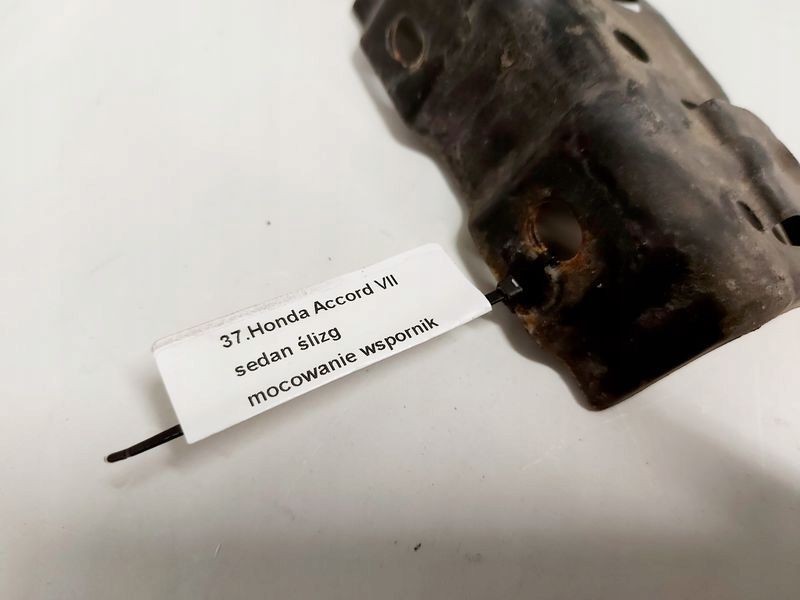 37.Honda Accord VII
sedan ślizg
mocowanie wspornik